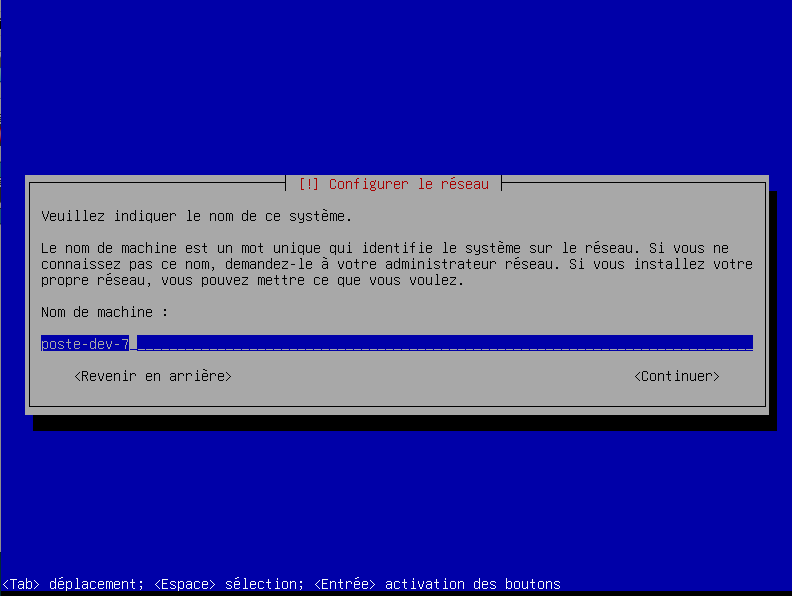 [!] Configurer le réseau
Veuillez indiquer le nom de ce système.
Le nom de machine est un mot unique qui identifie le système sur le réseau. Si vous ne
connaissez pas ce nom, demandez-le à votre administrateur réseau. Si vous installez votre
propre réseau, vous pouvez mettre ce que vous voulez.
Nom de machine :
poste-dev-7
<Revenir en arrière> <Continuer>
<Tab> déplacement; <Espace> sélection; <Entrée> activation des boutons